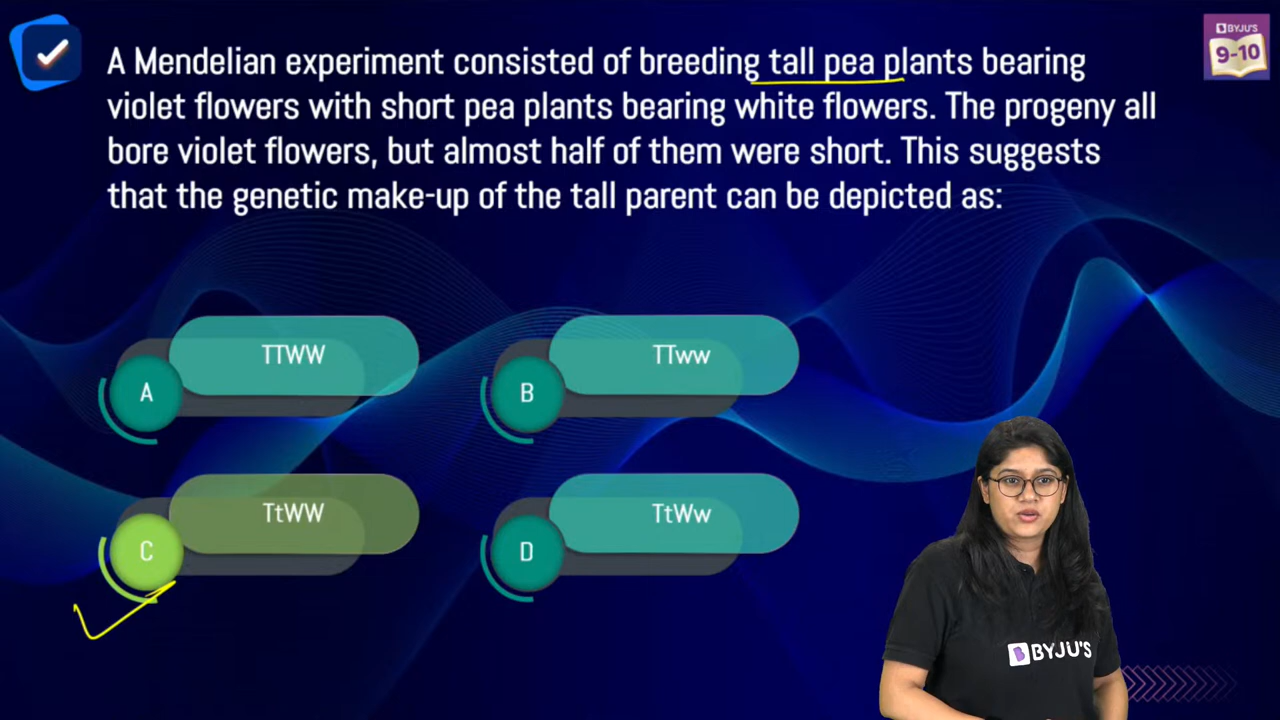 A Mendelian experiment consisted of breeding tall pea plants bearing
violet flowers with short pea plants bearing white flowers. The progeny all
bore violet flowers, but almost half of them were short. This suggests
that the genetic make-up of the tall parent can be depicted as:
BYJU'S
9-10
A TTWW
B TTww
C TtWW
D TtWw
BYJU'S